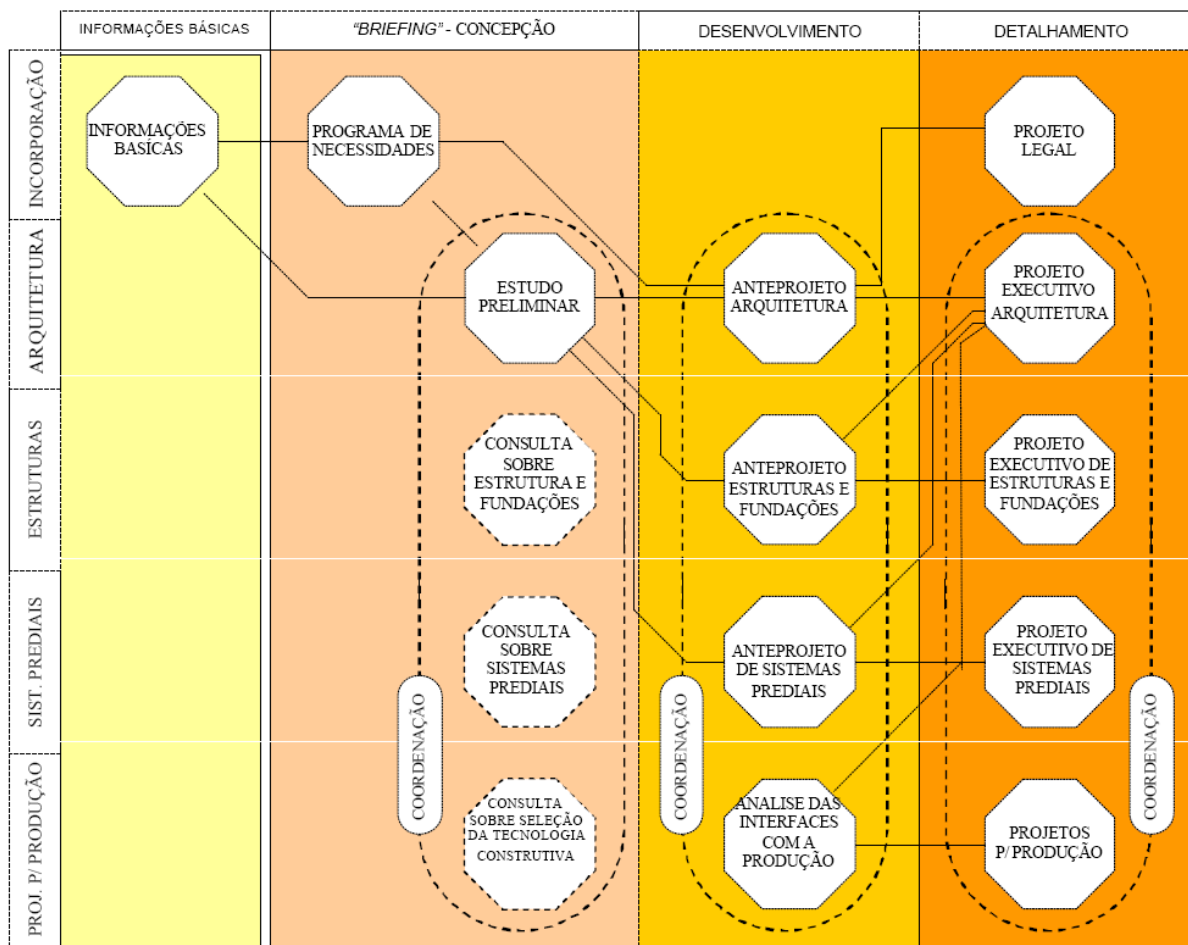 INFORMAÇÕES BÁSICAS
"BRIEFING" - CONCEPÇÃO
DESENVOLVIMENTO
DETALHAMENTO
INCORPORAÇÃO
INFORMAÇÕES
BASÍCAS
PROGRAMA DE
NECESSIDADES
PROJETO
LEGAL
ARQUITETURA
ESTUDO
PRELIMINAR
ANTEPROJETO
ARQUITETURA
PROJETO
EXECUTIVO
ARQUITETURA
ESTRUTURAS
CONSULTA
SOBRE
ESTRUTURA E
FUNDAÇÕES
ANTEPROJETO
ESTRUTURAS E
FUNDAÇÕES
PROJETO
EXECUTIVO DE
ESTRUTURAS E
FUNDAÇÕES
SIST. PREDIAIS
CONSULTA
SOBRE
SISTEMAS
PREDIAIS
ANTEPROJETO
DE SISTEMAS
PREDIAIS
PROJETO
EXECUTIVO DE
SISTEMAS
PREDIAIS
COORDENAÇÃO
COORDENAÇÃO
COORDENAÇÃO
PROJ. P/ PRODUÇÃO
CONSULTA
SOBRE SELEÇÃO
DA TECNOLOGIA
CONSTRUTIVA
ANALISE DAS
INTERFACES
COM A
PRODUÇÃO
PROJETOS
P/ PRODUÇÃO